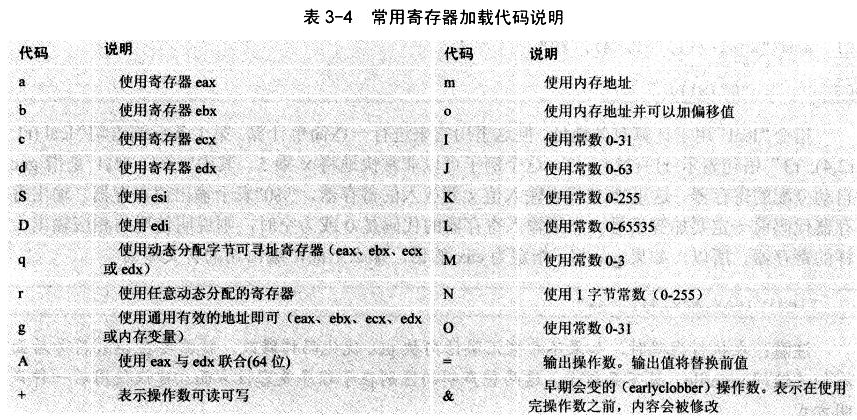 表 3-4 常用寄存器加载代码说明
代码 说明 代码 说明
a 使用寄存器 eax m 使用内存地址
b 使用寄存器 ebx o 使用内存地址并可以加偏移值
c 使用寄存器 ecx I 使用常数 0-31
d 使用寄存器 edx J 使用常数 0-63
S 使用 esi K 使用常数 0-255
D 使用 edi L 使用常数 0-65535
q 使用动态分配字节可寻址寄存器（eax、ebx、ecx
或 edx） M 使用常数 0-3
r 使用任意动态分配的寄存器 N 使用 1 字节常数（0-255）
g 使用通用有效的地址即可（eax、ebx、ecx、edx
或内存变量） O 使用常数 0-31
A 使用 eax 与 edx 联合(64 位) = 输出操作数。输出值将替换前值
+ 表示操作数可读可写 & 早期会变的（earlyclobber）操作数。表示在使用
完操作数之前，内容会被修改